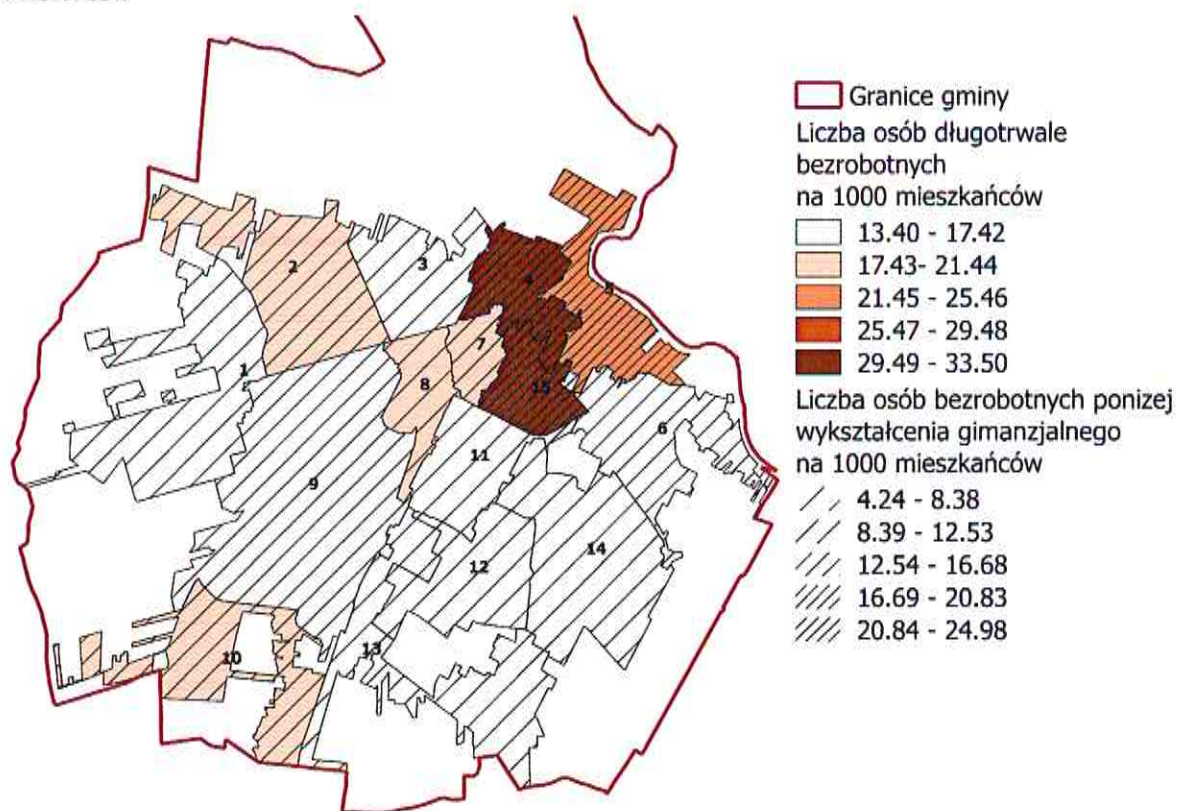 Granice gminy
Liczba osób długotrwale
bezrobotnych
na 1000 mieszkańców
13.40 - 17.42
17.43- 21.44
21.45 - 25.46
25.47 - 29.48
29.49 - 33.50
Liczba osób bezrobotnych ponizej
wykształcenia gimanzjalnego
na 1000 mieszkańców
4.24 - 8.38
8.39 - 12.53
12.54 - 16.68
16.69 - 20.83
20.84 - 24.98
2
3
4
5
1
7
8
15
6
11
9
14
12
13
10